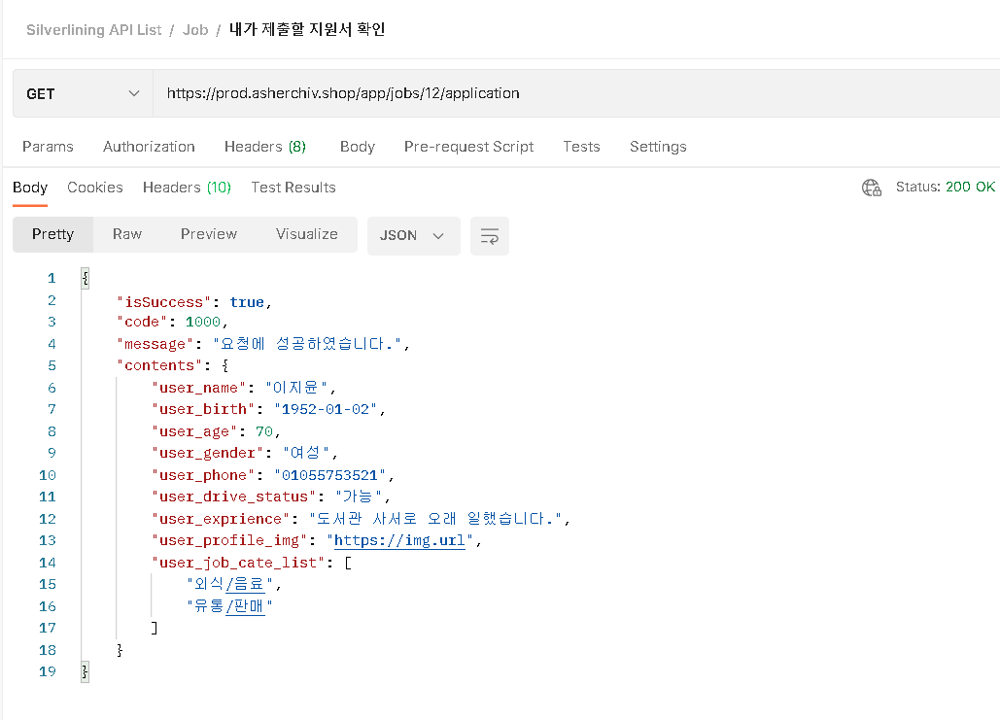 Silverlining API List / Job / 내가 제출할 지원서 확인
GET https://prod.asherchiv.shop/app/jobs/12/application
Params Authorization Headers (8) Body Pre-request Script Tests Settings
Body Cookies Headers (10) Test Results Status: 200 OK
Pretty Raw Preview Visualize JSON
1 {
2 "isSuccess": true,
3 "code": 1000,
4 "message": "요청에 성공하였습니다.",
5 "contents": {
6 "user_name": "이지윤",
7 "user_birth": "1952-01-02",
8 "user_age": 70,
9 "user_gender": "여성",
10 "user_phone": "01055753521",
11 "user_drive_status": "가능",
12 "user_exprience": "도서관 사서로 오래 일했습니다.",
13 "user_profile_img": "https://img.url",
14 "user_job_cate_list": [
15 "외식/음료",
16 "유통/판매"
17 ]
18 }
19 }